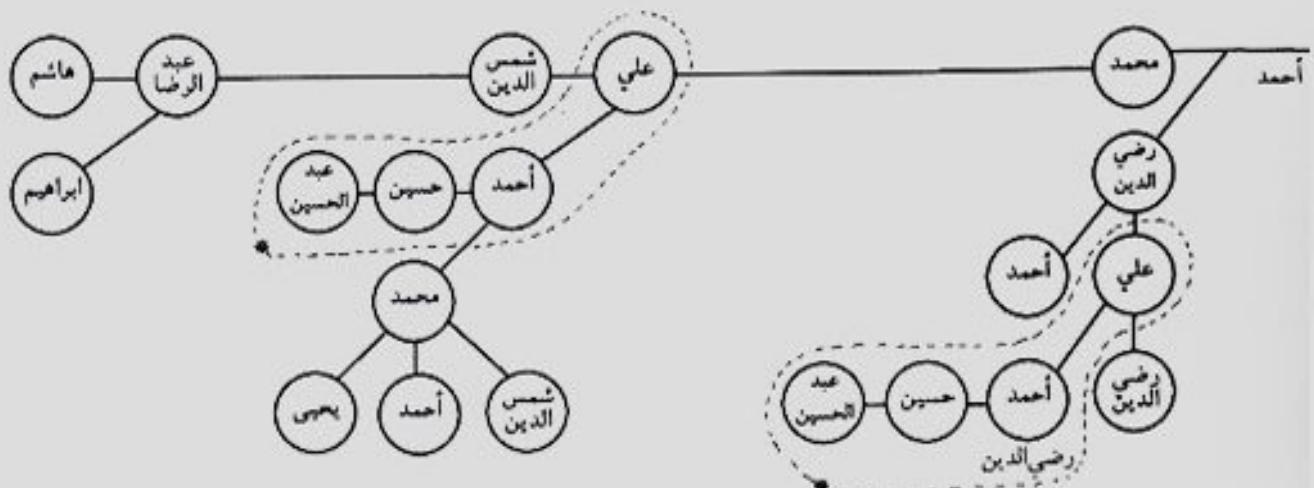 أحمد
محمد
علي
شمس
الدين
عبد
الرضا
هاشم
ابراهيم
أحمد
حسين
عبد
الحسين
محمد
شمس
الدين
أحمد
يحيى
رضي
الدين
أحمد
علي
رضي
الدين
أحمد
رضي الدين
حسين
عبد
الحسين